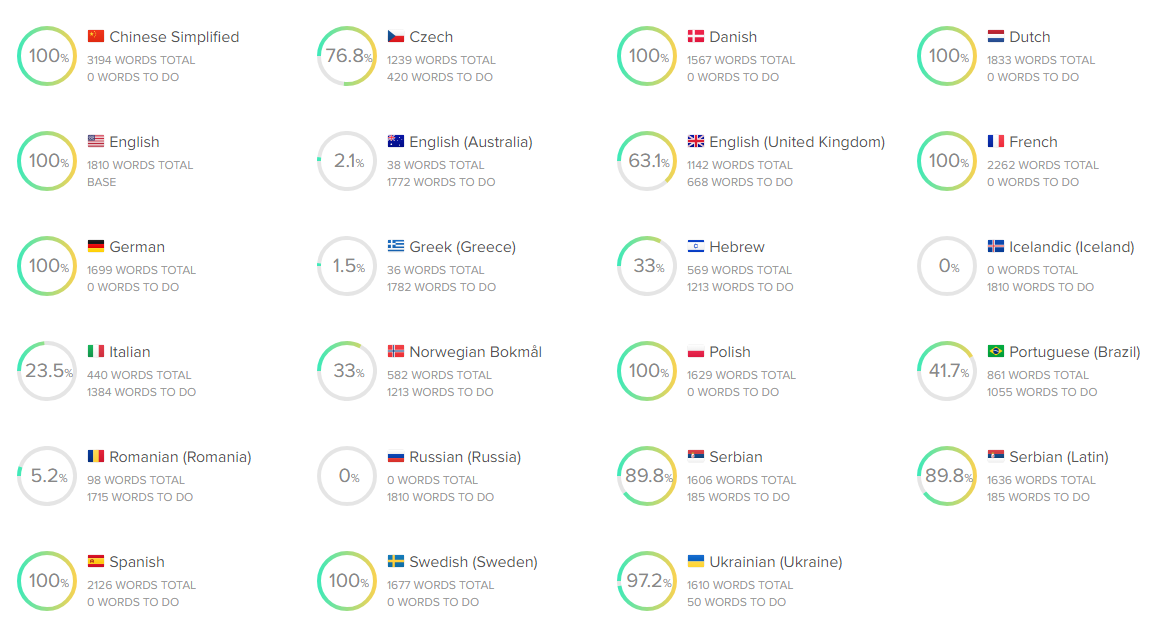 100%
Chinese Simplified
3194 WORDS TOTAL
0 WORDS TO DO
76.8%
Czech
1239 WORDS TOTAL
420 WORDS TO DO
100%
Danish
1567 WORDS TOTAL
0 WORDS TO DO
100%
Dutch
1833 WORDS TOTAL
0 WORDS TO DO
100%
English
1810 WORDS TOTAL
BASE
2.1%
English (Australia)
38 WORDS TOTAL
1772 WORDS TO DO
63.1%
English (United Kingdom)
1142 WORDS TOTAL
668 WORDS TO DO
100%
French
2262 WORDS TOTAL
0 WORDS TO DO
100%
German
1699 WORDS TOTAL
0 WORDS TO DO
1.5%
Greek (Greece)
36 WORDS TOTAL
1782 WORDS TO DO
33%
Hebrew
569 WORDS TOTAL
1213 WORDS TO DO
0%
Icelandic (Iceland)
0 WORDS TOTAL
1810 WORDS TO DO
23.5%
Italian
440 WORDS TOTAL
1384 WORDS TO DO
33%
Norwegian Bokmål
582 WORDS TOTAL
1213 WORDS TO DO
100%
Polish
1629 WORDS TOTAL
0 WORDS TO DO
41.7%
Portuguese (Brazil)
861 WORDS TOTAL
1055 WORDS TO DO
5.2%
Romanian (Romania)
98 WORDS TOTAL
1715 WORDS TO DO
0%
Russian (Russia)
0 WORDS TOTAL
1810 WORDS TO DO
89.8%
Serbian
1606 WORDS TOTAL
185 WORDS TO DO
89.8%
Serbian (Latin)
1636 WORDS TOTAL
185 WORDS TO DO
100%
Spanish
2126 WORDS TOTAL
0 WORDS TO DO
100%
Swedish (Sweden)
1677 WORDS TOTAL
0 WORDS TO DO
97.2%
Ukrainian (Ukraine)
1610 WORDS TOTAL
50 WORDS TO DO